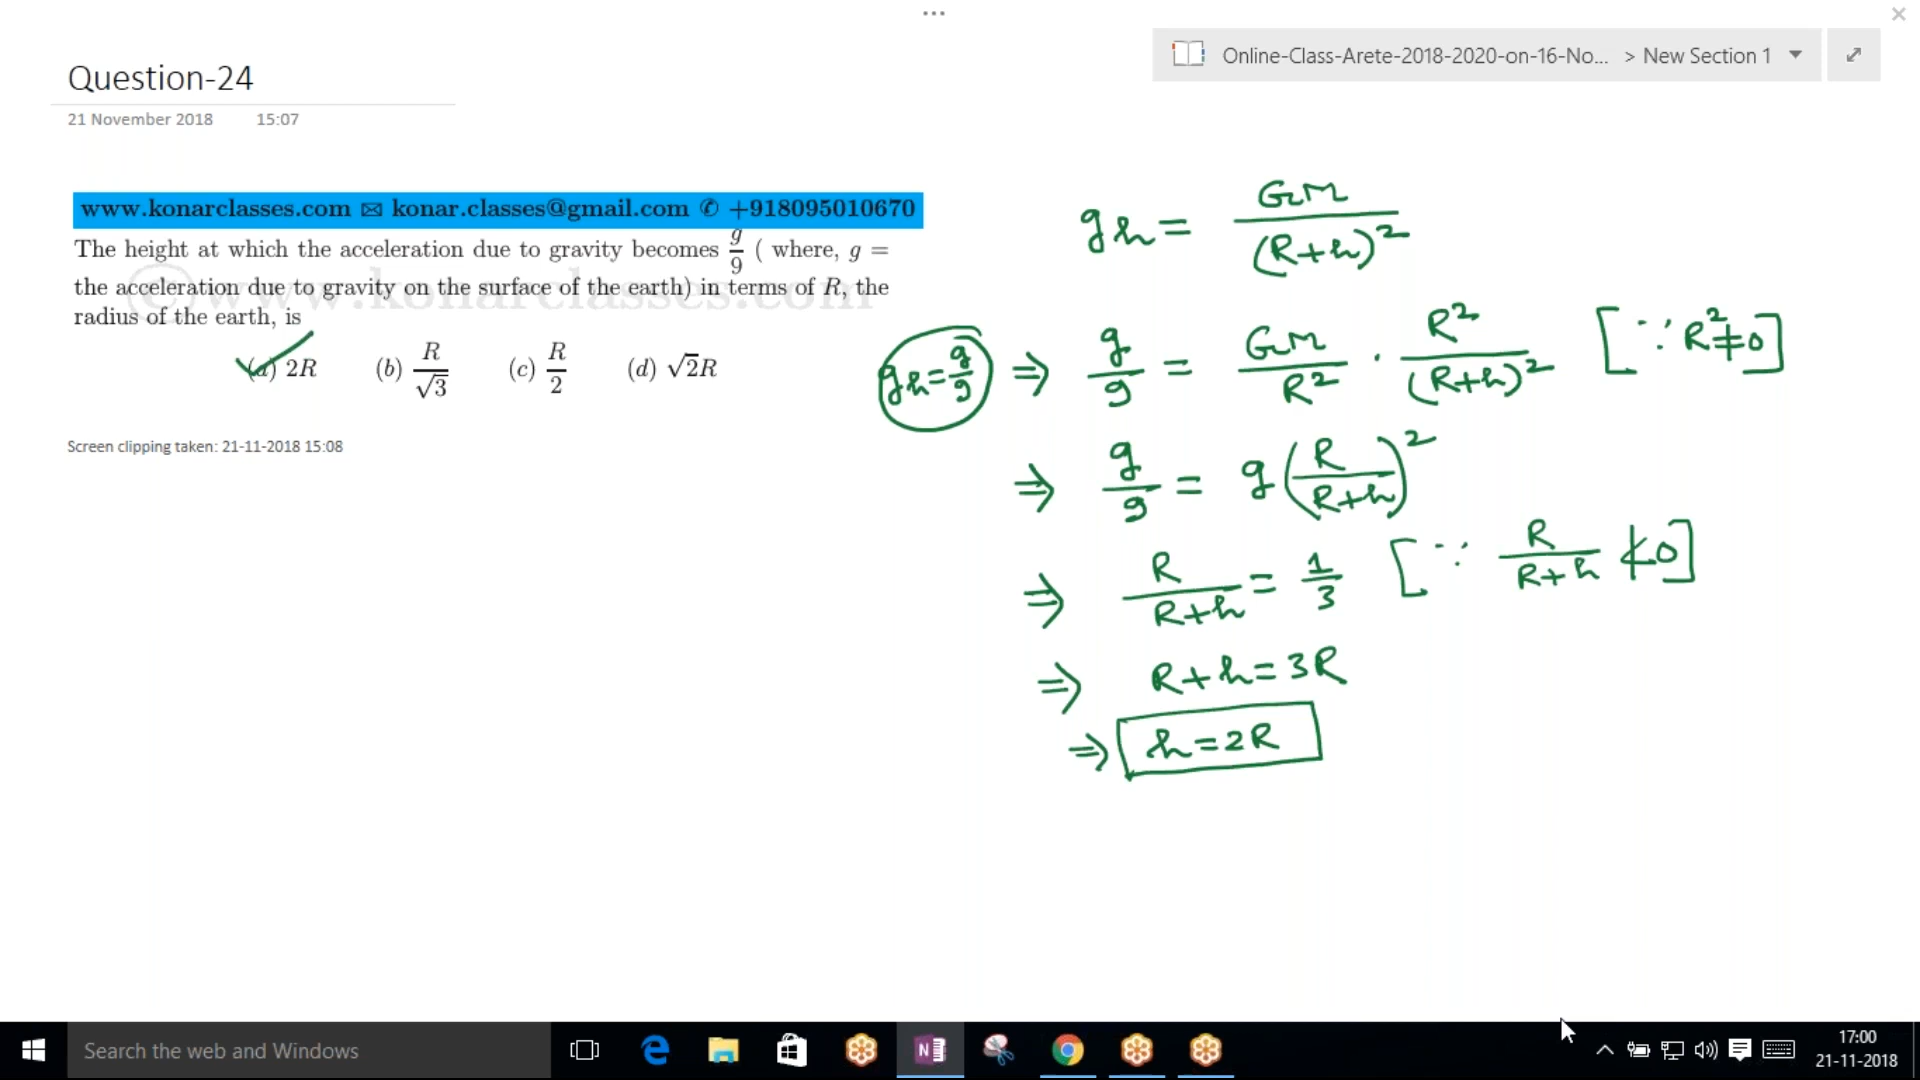 Online-Class-Arete-2018-2020-on-16-No... > New Section 1
Question-24
21 November 2018 15:07
www.konarclasses.com ✉ konar.classes@gmail.com ✆ +918095010670
The height at which the acceleration due to gravity becomes g/9 ( where, g =
the acceleration due to gravity on the surface of the earth) in terms of R, the
radius of the earth, is
(a) 2R (b) R/√3 (c) R/2 (d) √2R
©www.konarclasses.com
Screen clipping taken: 21-11-2018 15:08
gh = GM/(R+h)²
gh = g/9 ⇒ g/9 = GM/R² · R²/(R+h)² [∵ R² ≠ 0]
⇒ g/9 = g(R/(R+h))²
⇒ R/(R+h) = 1/3 [∵ R/(R+h) ≮ 0]
⇒ R+h = 3R
⇒ h = 2R
Search the web and Windows
17:00
21-11-2018